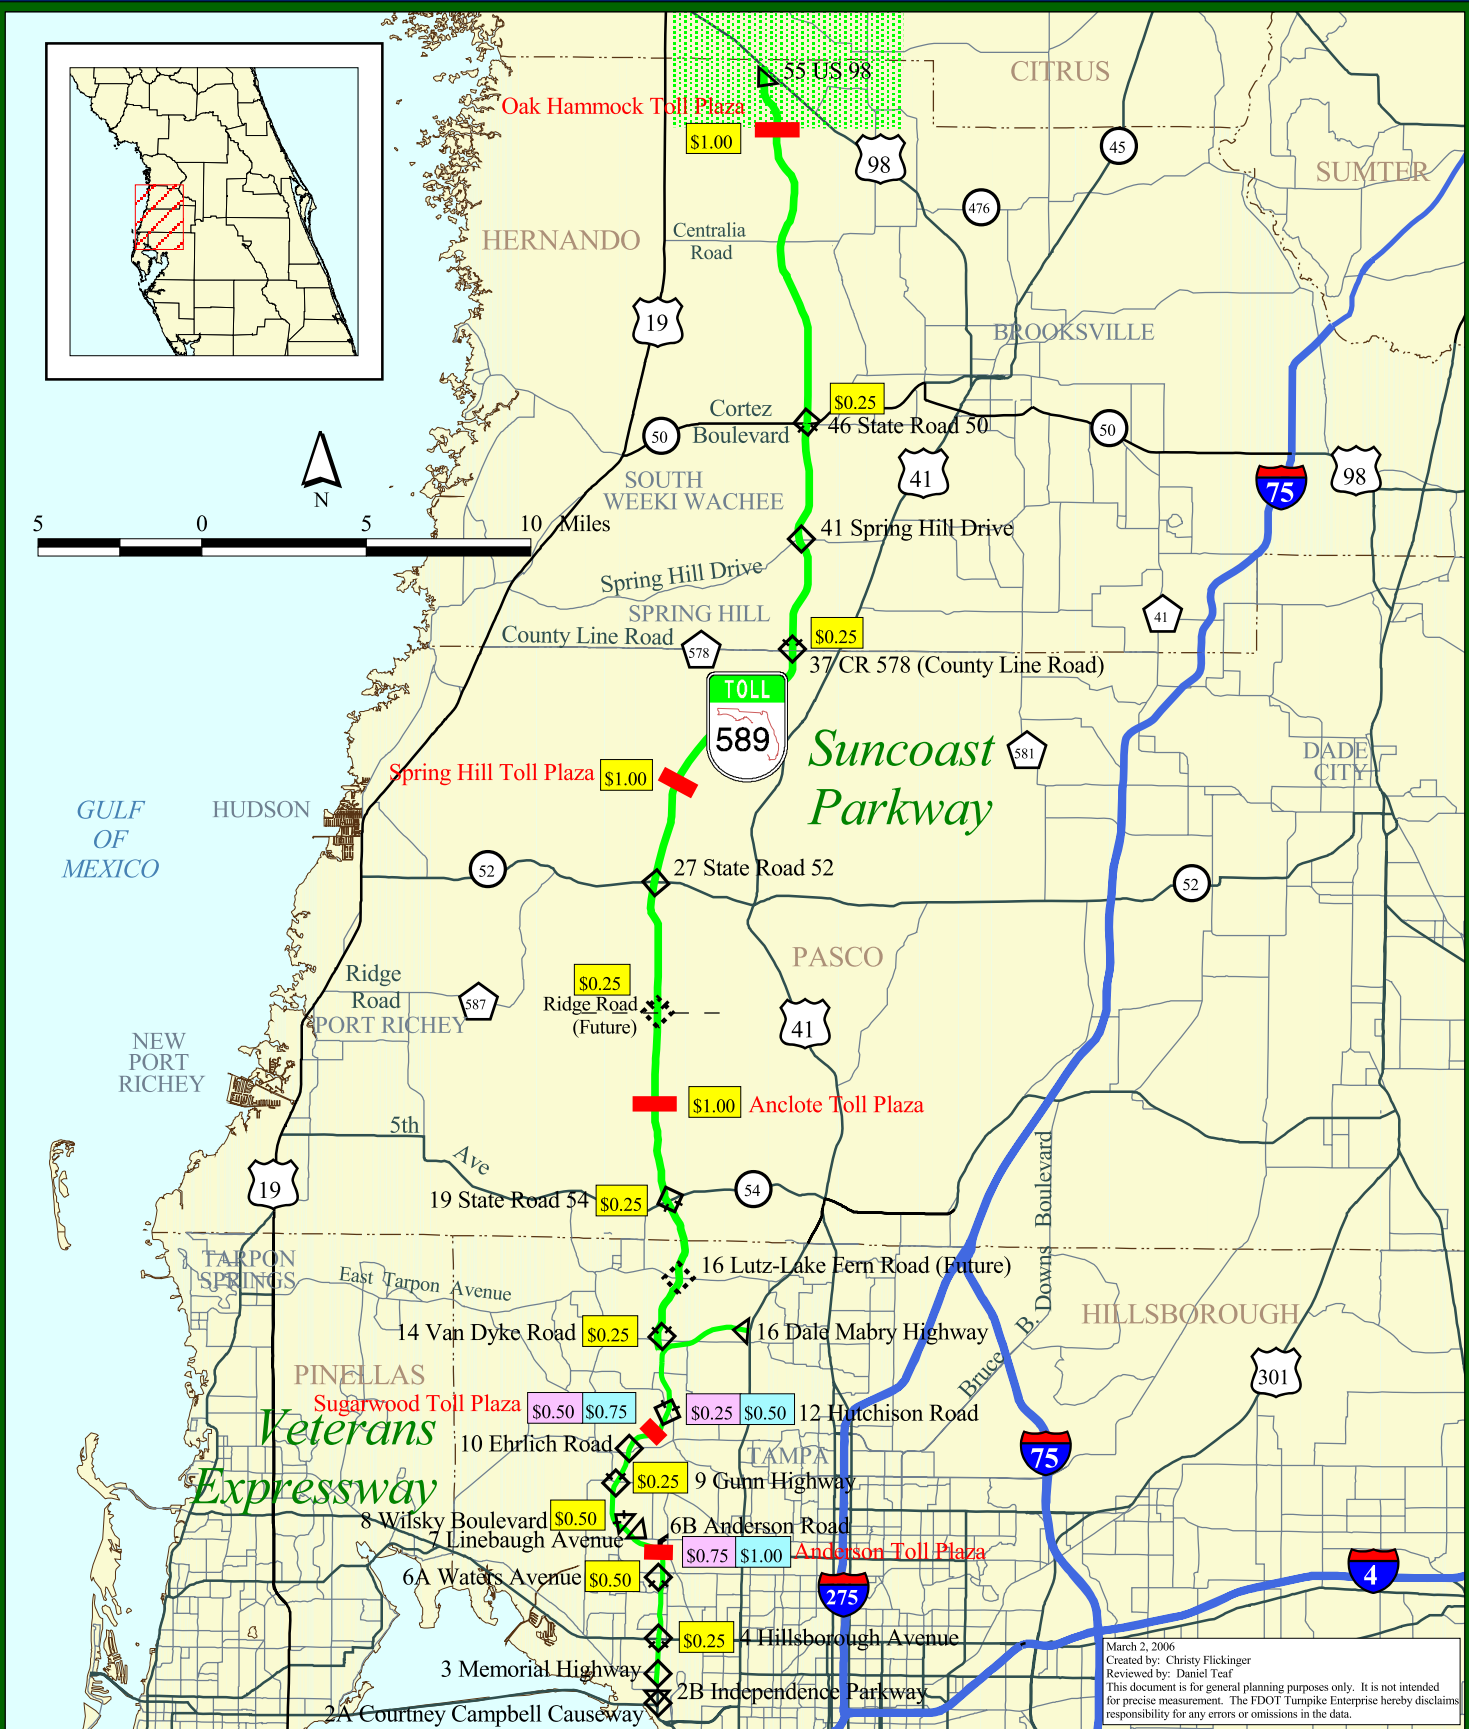 55 US 98
CITRUS
Oak Hammock Toll Plaza
$1.00
98
45
SUMTER
476
Centralia
Road
HERNANDO
19
BROOKSVILLE
$0.25
Cortez
Boulevard
50
46 State Road 50
50
41
SOUTH
WEEKI WACHEE
75
98
N
5 0 5 10 Miles
41 Spring Hill Drive
Spring Hill Drive
SPRING HILL
41
County Line Road
578
$0.25
37 CR 578 (County Line Road)
TOLL
589
Suncoast
Parkway
581
DADE
CITY
Spring Hill Toll Plaza
$1.00
GULF
OF
MEXICO
HUDSON
52
27 State Road 52
52
PASCO
Ridge
Road
587
PORT RICHEY
$0.25
Ridge Road
(Future)
41
NEW
PORT
RICHEY
$1.00
Anclote Toll Plaza
5th
Ave
19
19 State Road 54
$0.25
54
Bruce B. Downs Boulevard
TARPON
SPRINGS
East Tarpon Avenue
16 Lutz-Lake Fern Road (Future)
HILLSBOROUGH
14 Van Dyke Road
$0.25
16 Dale Mabry Highway
301
PINELLAS
Sugarwood Toll Plaza
$0.50 $0.75
$0.25 $0.50
12 Hutchison Road
Veterans
Expressway
10 Ehrlich Road
TAMPA
75
$0.25
9 Gunn Highway
8 Wilsky Boulevard
$0.50
7 Linebaugh Avenue
6B Anderson Road
$0.75 $1.00
Anderson Toll Plaza
6A Waters Avenue
$0.50
275
4
$0.25
4 Hillsborough Avenue
3 Memorial Highway
2B Independence Parkway
2A Courtney Campbell Causeway
March 2, 2006
Created by: Christy Flickinger
Reviewed by: Daniel Teaf
This document is for general planning purposes only. It is not intended
for precise measurement. The FDOT Turnpike Enterprise hereby disclaims
responsibility for any errors or omissions in the data.